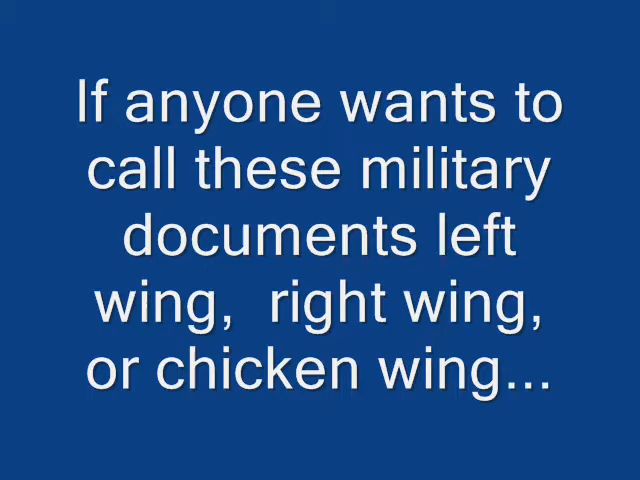 If anyone wants to
call these military
documents left
wing,  right wing,
or chicken wing...